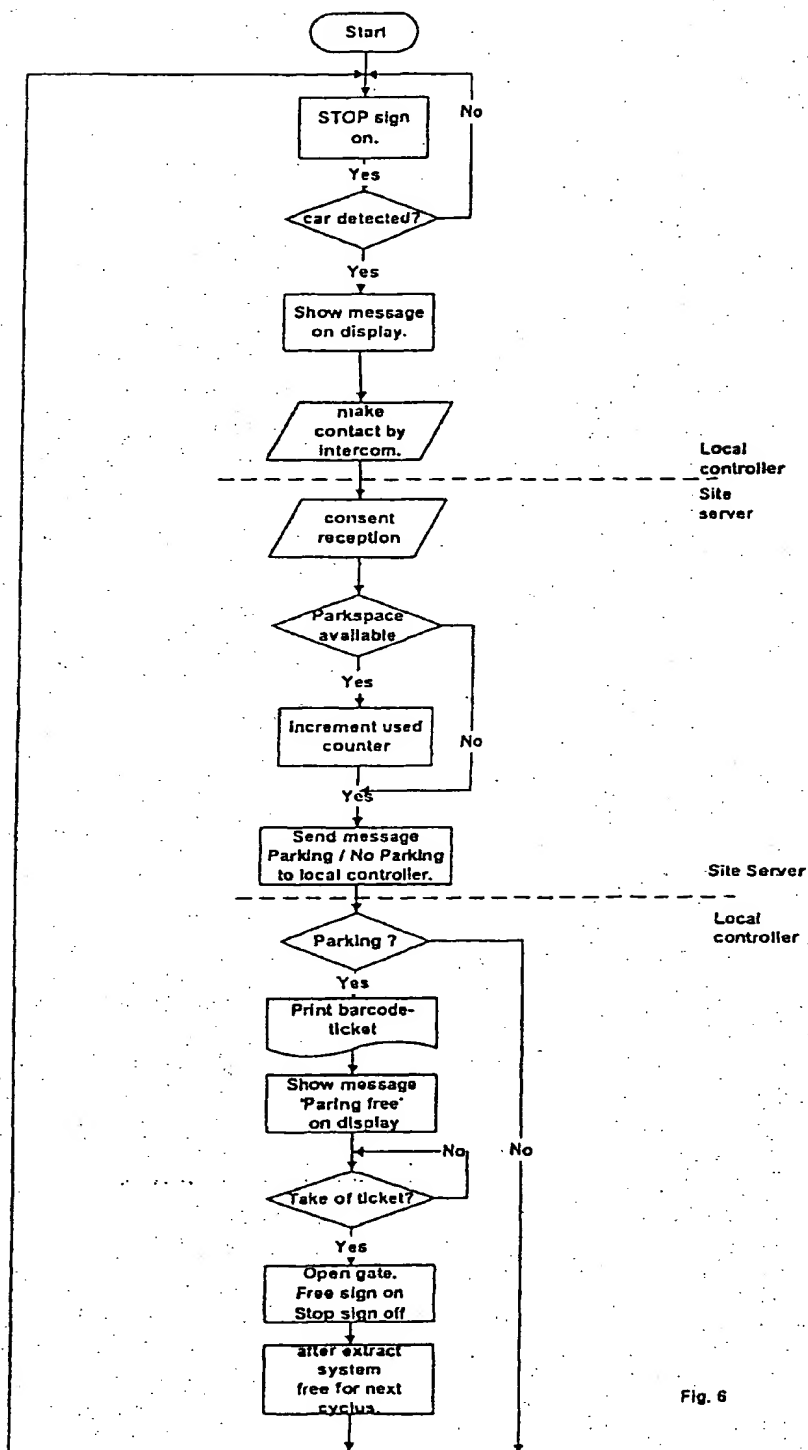 Start
No
STOP sign
on.
Yes
car detected?
Yes
Show message
on display.
make
contact by
intercom.
Local
controller
Site
server
consent
reception
Parkspace
available
Yes
Increment used
counter
No
Yes
Send message
Parking / No Parking
to local controller.
Site Server
Local
controller
Parking ?
Yes
Print barcode-
ticket
Show message
"Paring free"
on display
No
No
Take of ticket?
Yes
Open gate.
Free sign on
Stop sign off
after extract
system
free for next
cyclus.
Fig. 6